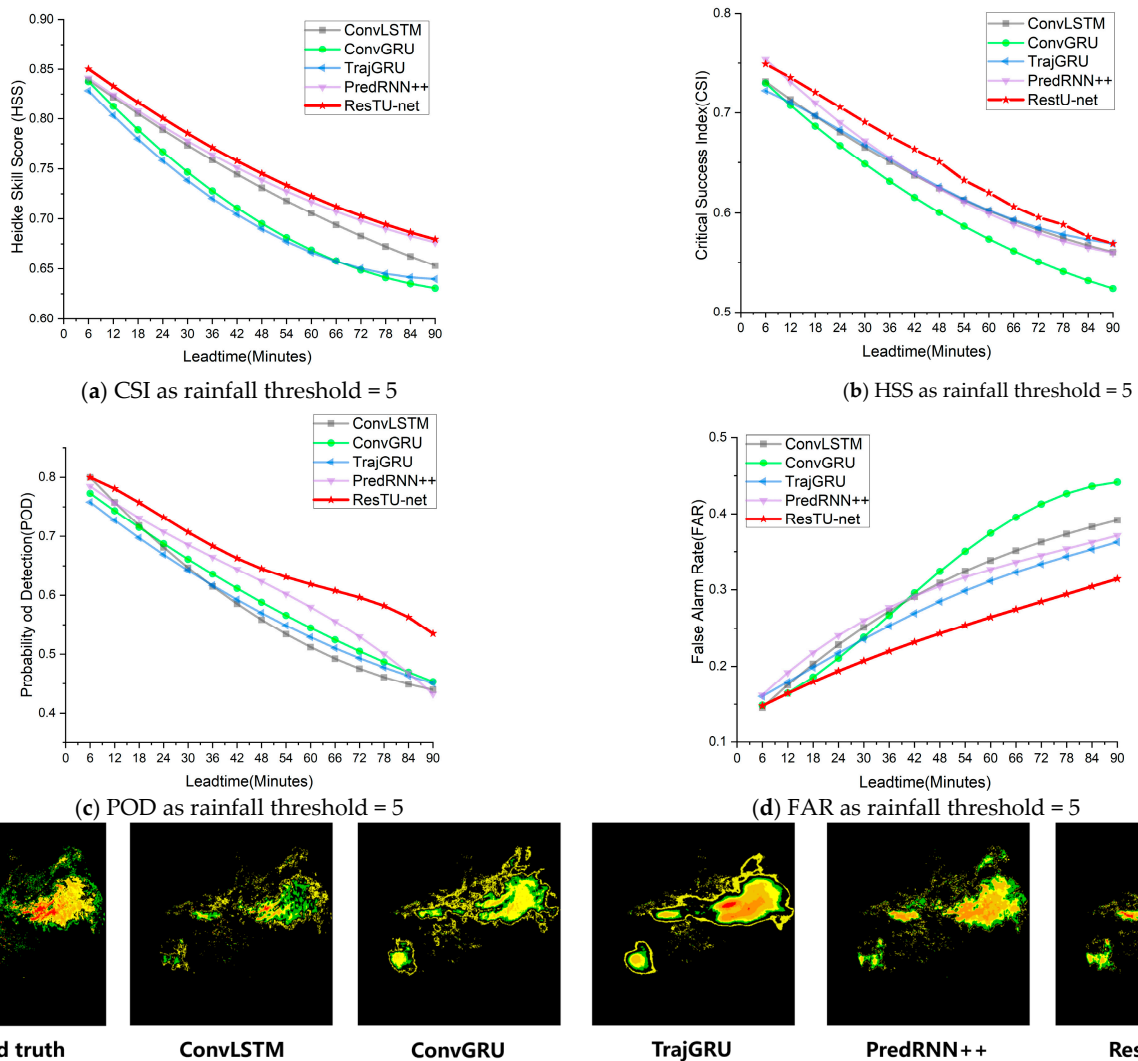 0.90
0.85
0.80
0.75
0.70
0.65
0.60
Heidke Skill Score (HSS)
ConvLSTM
ConvGRU
TrajGRU
PredRNN++
ResTU-net
0 6 12 18 24 30 36 42 48 54 60 66 72 78 84 90
Leadtime(Minutes)
(a) CSI as rainfall threshold = 5
0.8
0.7
0.6
0.5
Critical Success Index(CSI)
ConvLSTM
ConvGRU
TrajGRU
PredRNN++
RestU-net
0 6 12 18 24 30 36 42 48 54 60 66 72 78 84 90
Leadtime(Minutes)
(b) HSS as rainfall threshold = 5
0.8
0.7
0.6
0.5
0.4
Probability od Detection((POD)
ConvLSTM
ConvGRU
TrajGRU
PredRNN++
ResTU-net
0 6 12 18 24 30 36 42 48 54 60 66 72 78 84 90
Leadtime(Minutes)
(c) POD as rainfall threshold = 5
0.5
0.4
0.3
0.2
0.1
False Alarm Rate(FAR)
ConvLSTM
ConvGRU
TrajGRU
PredRNN++
ResTU-net
0 6 12 18 24 30 36 42 48 54 60 66 72 78 84 90
Leadtime(Minutes)
(d) FAR as rainfall threshold = 5
d truth ConvLSTM ConvGRU TrajGRU PredRNN++ Res